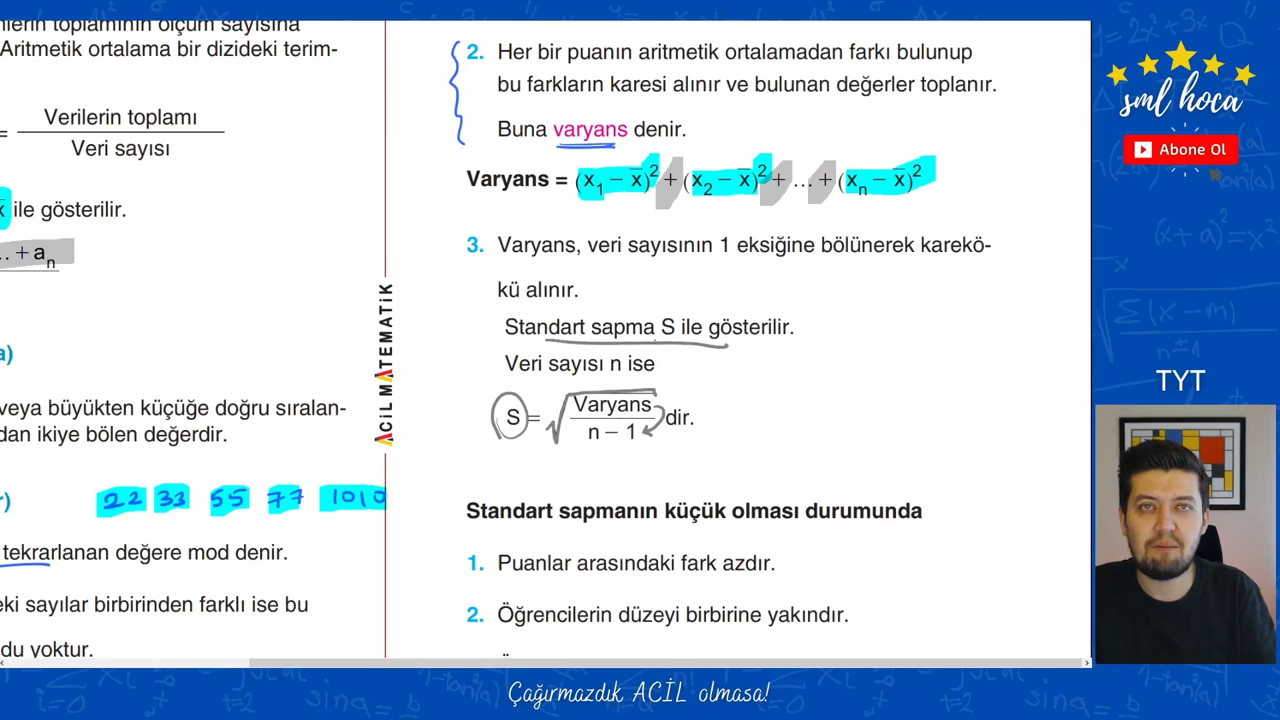 nlerin toplamının ölçüm sayısına
Aritmetik ortalama bir dizideki terim-
= Verilerin toplamı
Veri sayısı
x̄ ile gösterilir.
.. + aₙ
a)
veya büyükten küçüğe doğru sıralan-
dan ikiye bölen değerdir.
r) 22 33 55 77 1010
tekrarlanan değere mod denir.
eki sayılar birbirinden farklı ise bu
du yoktur.
ACİL MATEMATİK
2. Her bir puanın aritmetik ortalamadan farkı bulunup
bu farkların karesi alınır ve bulunan değerler toplanır.
Buna varyans denir.
Varyans = (x₁ − x̄)² + (x₂ − x̄)² + ... + (xₙ − x̄)²
3. Varyans, veri sayısının 1 eksiğine bölünerek karekö-
kü alınır.
Standart sapma S ile gösterilir.
Veri sayısı n ise
S = √(Varyans / n − 1) dir.
Standart sapmanın küçük olması durumunda
1. Puanlar arasındaki fark azdır.
2. Öğrencilerin düzeyi birbirine yakındır.
sml hoca
Abone Ol
TYT
Çağırmazdık ACİL olmasa!